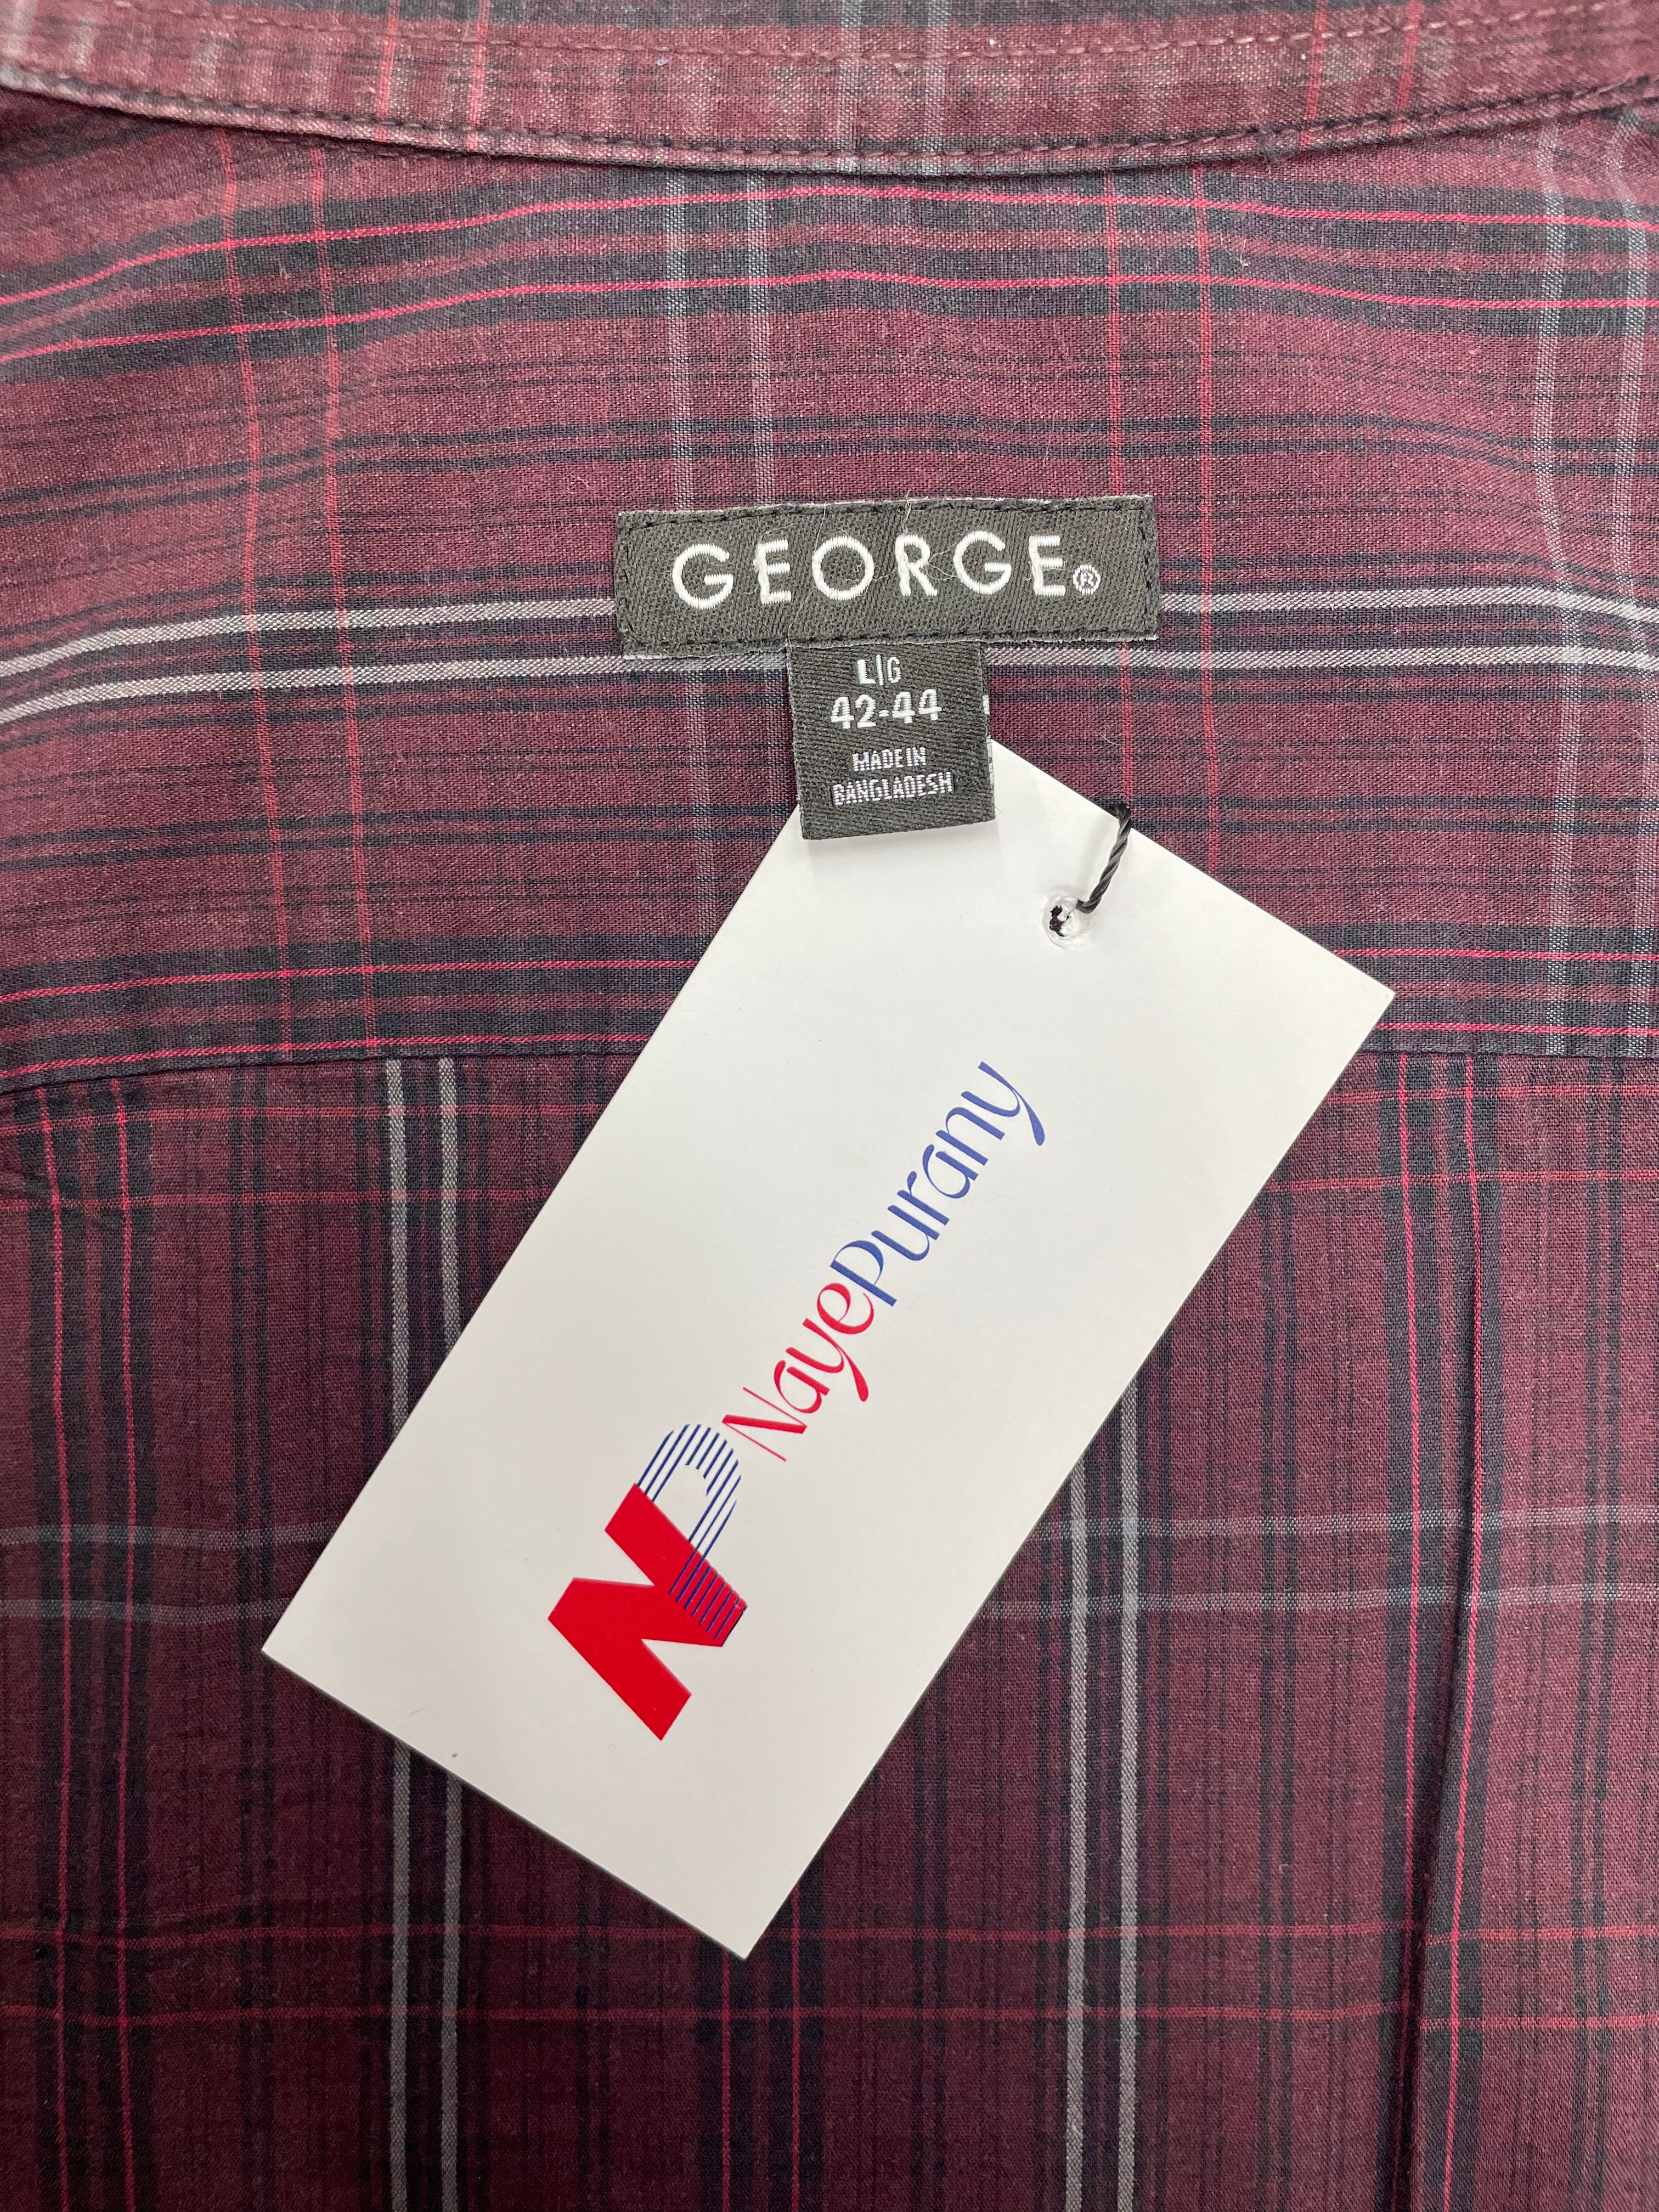 GEORGE®
L|G
42-44
MADE IN
BANGLADESH
NayePurany
NP